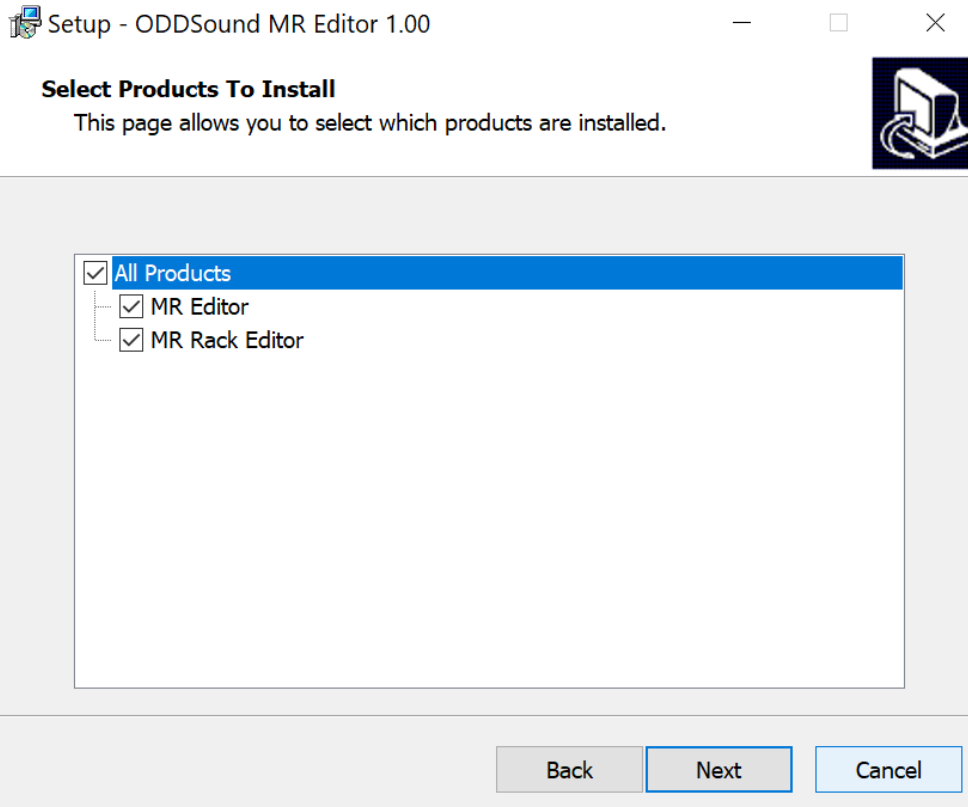 Setup - ODDSound MR Editor 1.00
Select Products To Install
This page allows you to select which products are installed.
All Products
MR Editor
MR Rack Editor
Back
Next
Cancel